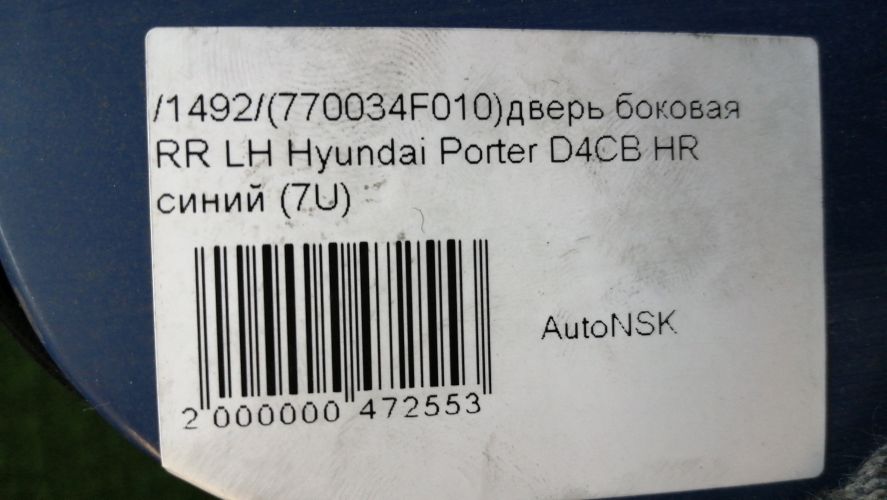 /1492/(770034F010)дверь боковая
RR LH Hyundai Porter D4CB HR
синий (7U)
AutoNSK
2 000000 472553